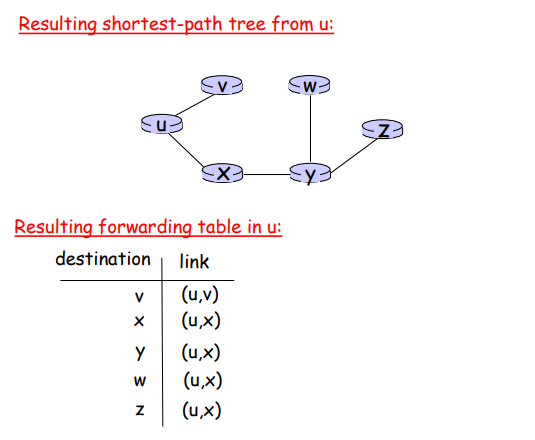 Resulting shortest-path tree from u:
v w
u z
x y
Resulting forwarding table in u:
destination link
v (u,v)
x (u,x)
y (u,x)
w (u,x)
z (u,x)